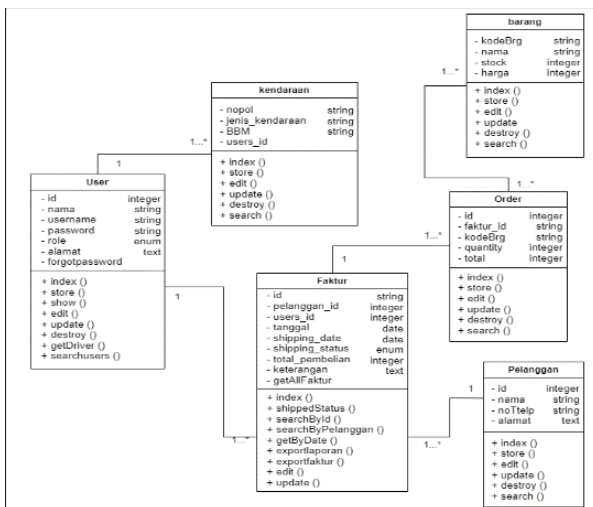 barang
- kodeBrg string
- nama string
- stock integer
- harga integer
+ index ()
+ store ()
+ edit ()
+ update
+ destroy ()
+ search ()
1...*
kendaraan
- nopol string
- jenis_kendaraan string
- BBM string
- users_id
+ index ()
+ store ()
+ edit ()
+ update ()
+ destroy ()
+ search ()
1...*
1
User
- id integer
- nama string
- username string
- password string
- role enum
- alamat text
- forgotpassword
+ index ()
+ store ()
+ show ()
+ edit ()
+ update ()
+ destroy ()
+ getDriver ()
+ searchusers ()
1
1...*
Order
- id integer
- faktur_id string
- kodeBrg string
- quantity integer
- total integer
+ index ()
+ store ()
+ edit ()
+ update ()
+ destroy ()
+ search ()
1...*
1
Faktur
- id string
- pelanggan_id integer
- users_id integer
- tanggal date
- shipping_date date
- shipping_status enum
- total_pembelian integer
- keterangan text
- getAllFaktur
+ index ()
+ shippedStatus ()
+ searchById ()
+ searchByPelanggan ()
+ getByDate ()
+ exportlaporan ()
+ exportfaktur ()
+ edit ()
+ update ()
1...*
1...*
1
Pelanggan
- id integer
- nama string
- noTtelp string
- alamat text
+ index ()
+ store ()
+ edit ()
+ update ()
+ destroy ()
+ search ()